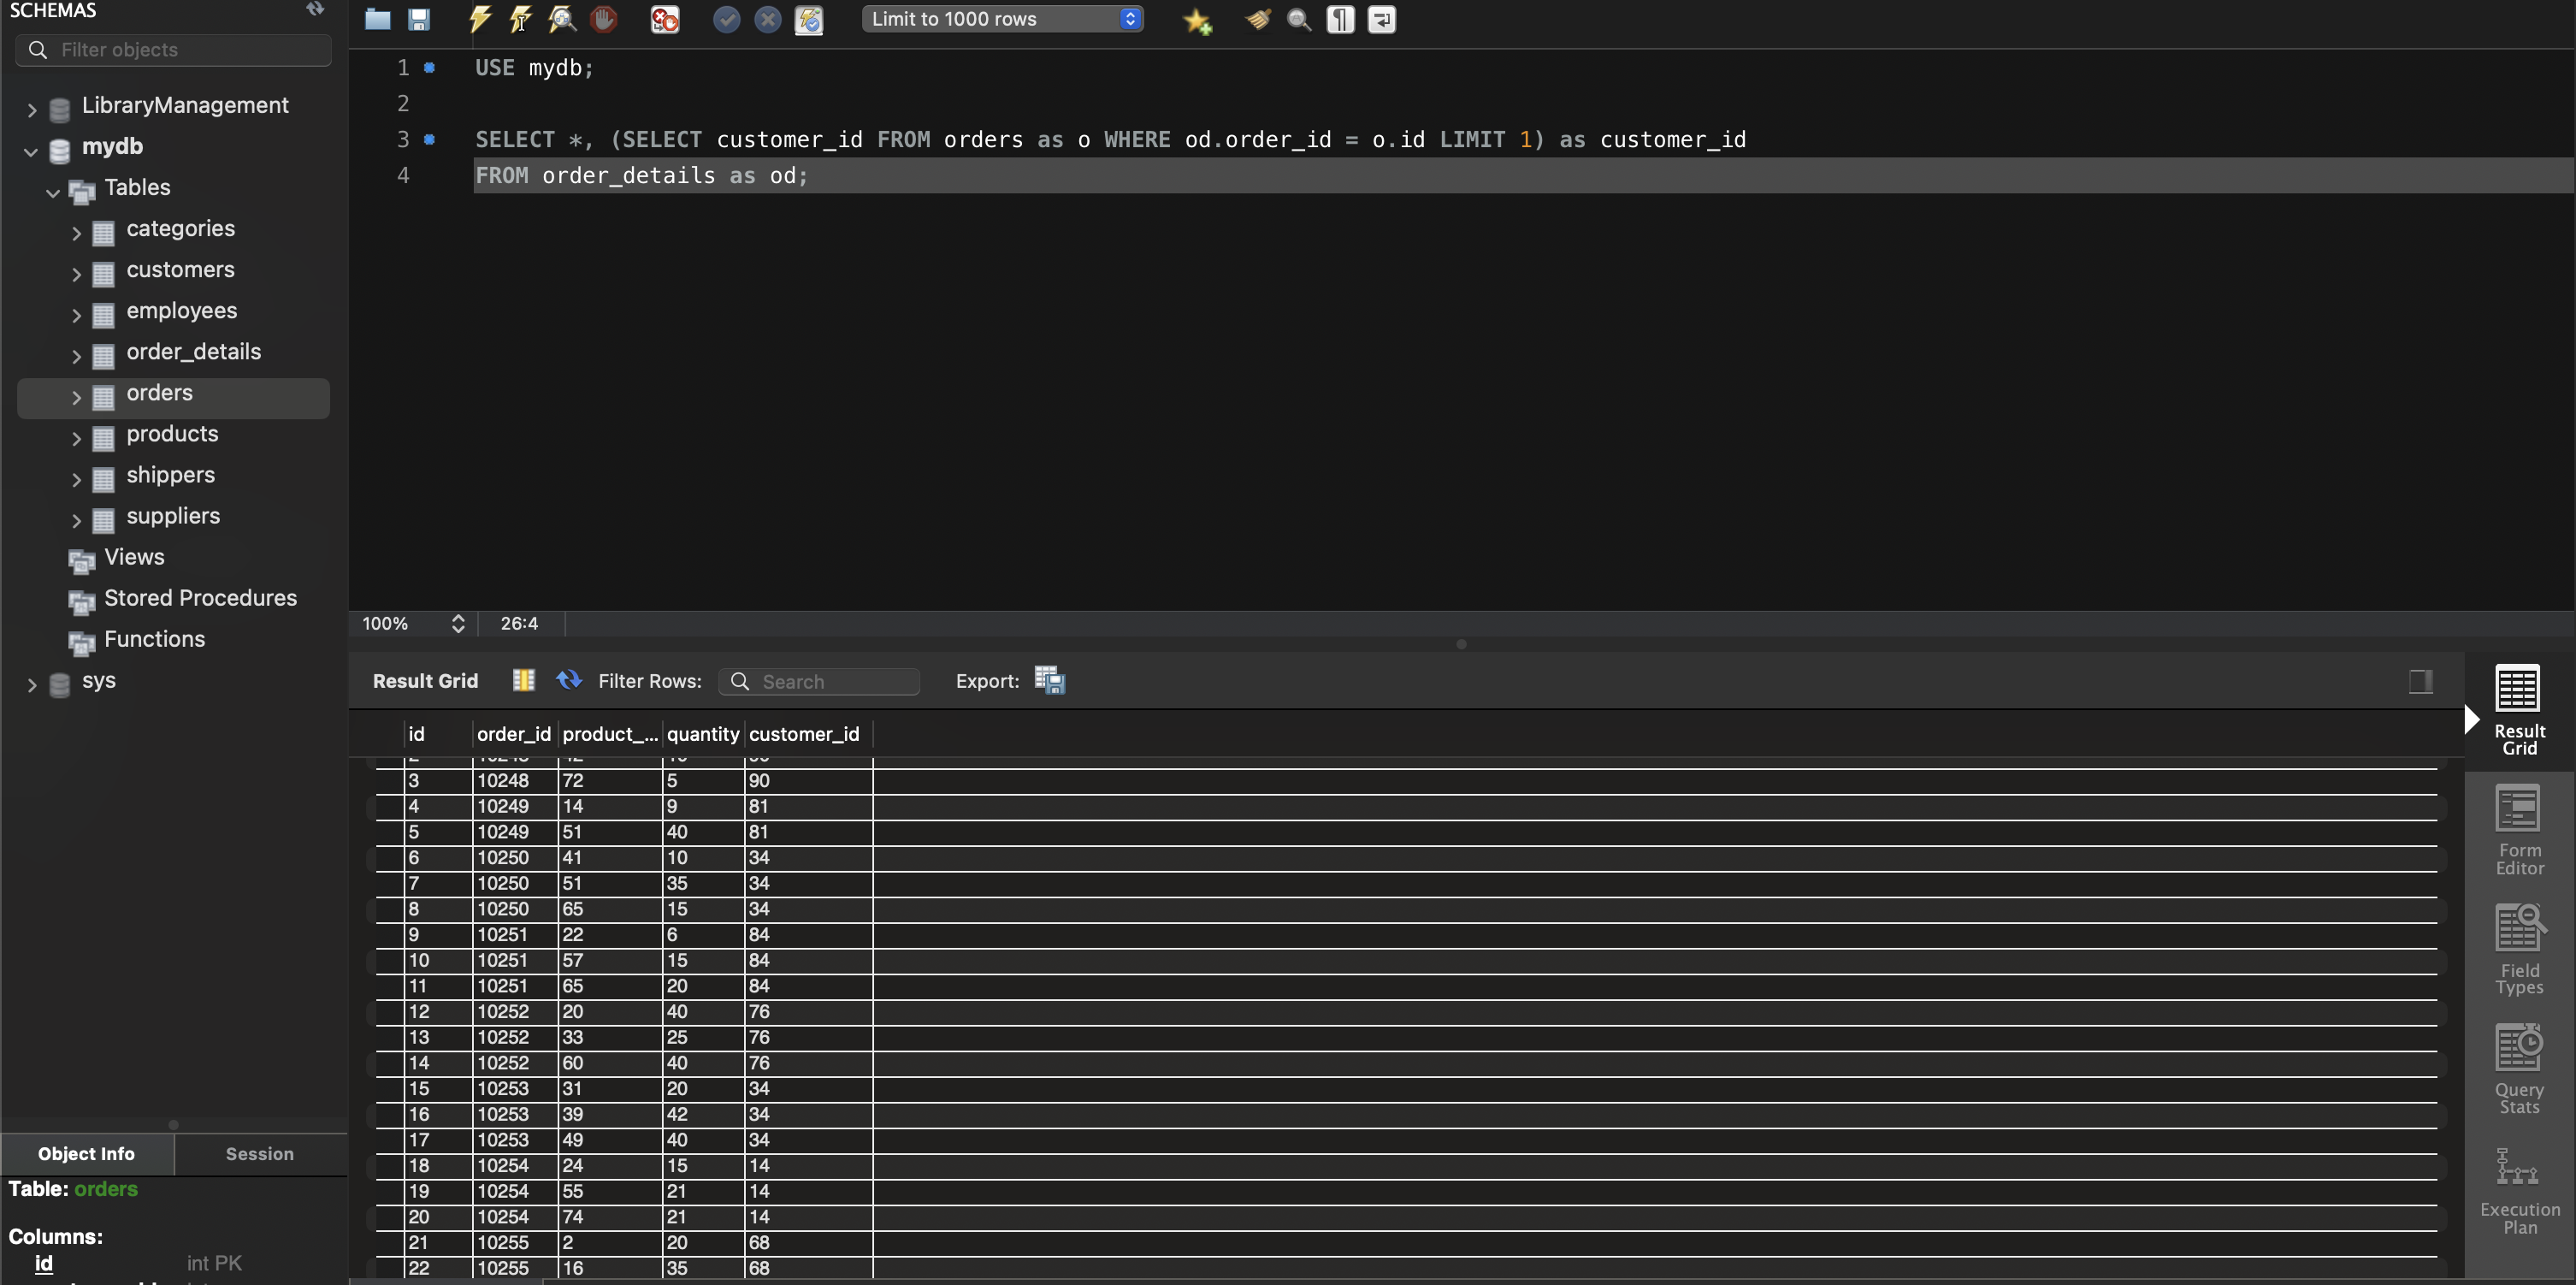 SCHEMAS
Filter objects
LibraryManagement
mydb
Tables
categories
customers
employees
order_details
orders
products
shippers
suppliers
Views
Stored Procedures
Functions
sys
Object Info Session
Table: orders
Columns:
id int PK
Limit to 1000 rows
1 USE mydb;
2
3 SELECT *, (SELECT customer_id FROM orders as o WHERE od.order_id = o.id LIMIT 1) as customer_id
4 FROM order_details as od;
100% 26:4
Result Grid Filter Rows: Search Export:
id order_id product_... quantity customer_id
3 10248 72 5 90
4 10249 14 9 81
5 10249 51 40 81
6 10250 41 10 34
7 10250 51 35 34
8 10250 65 15 34
9 10251 22 6 84
10 10251 57 15 84
11 10251 65 20 84
12 10252 20 40 76
13 10252 33 25 76
14 10252 60 40 76
15 10253 31 20 34
16 10253 39 42 34
17 10253 49 40 34
18 10254 24 15 14
19 10254 55 21 14
20 10254 74 21 14
21 10255 2 20 68
22 10255 16 35 68
Result
Grid
Form
Editor
Field
Types
Query
Stats
Execution
Plan